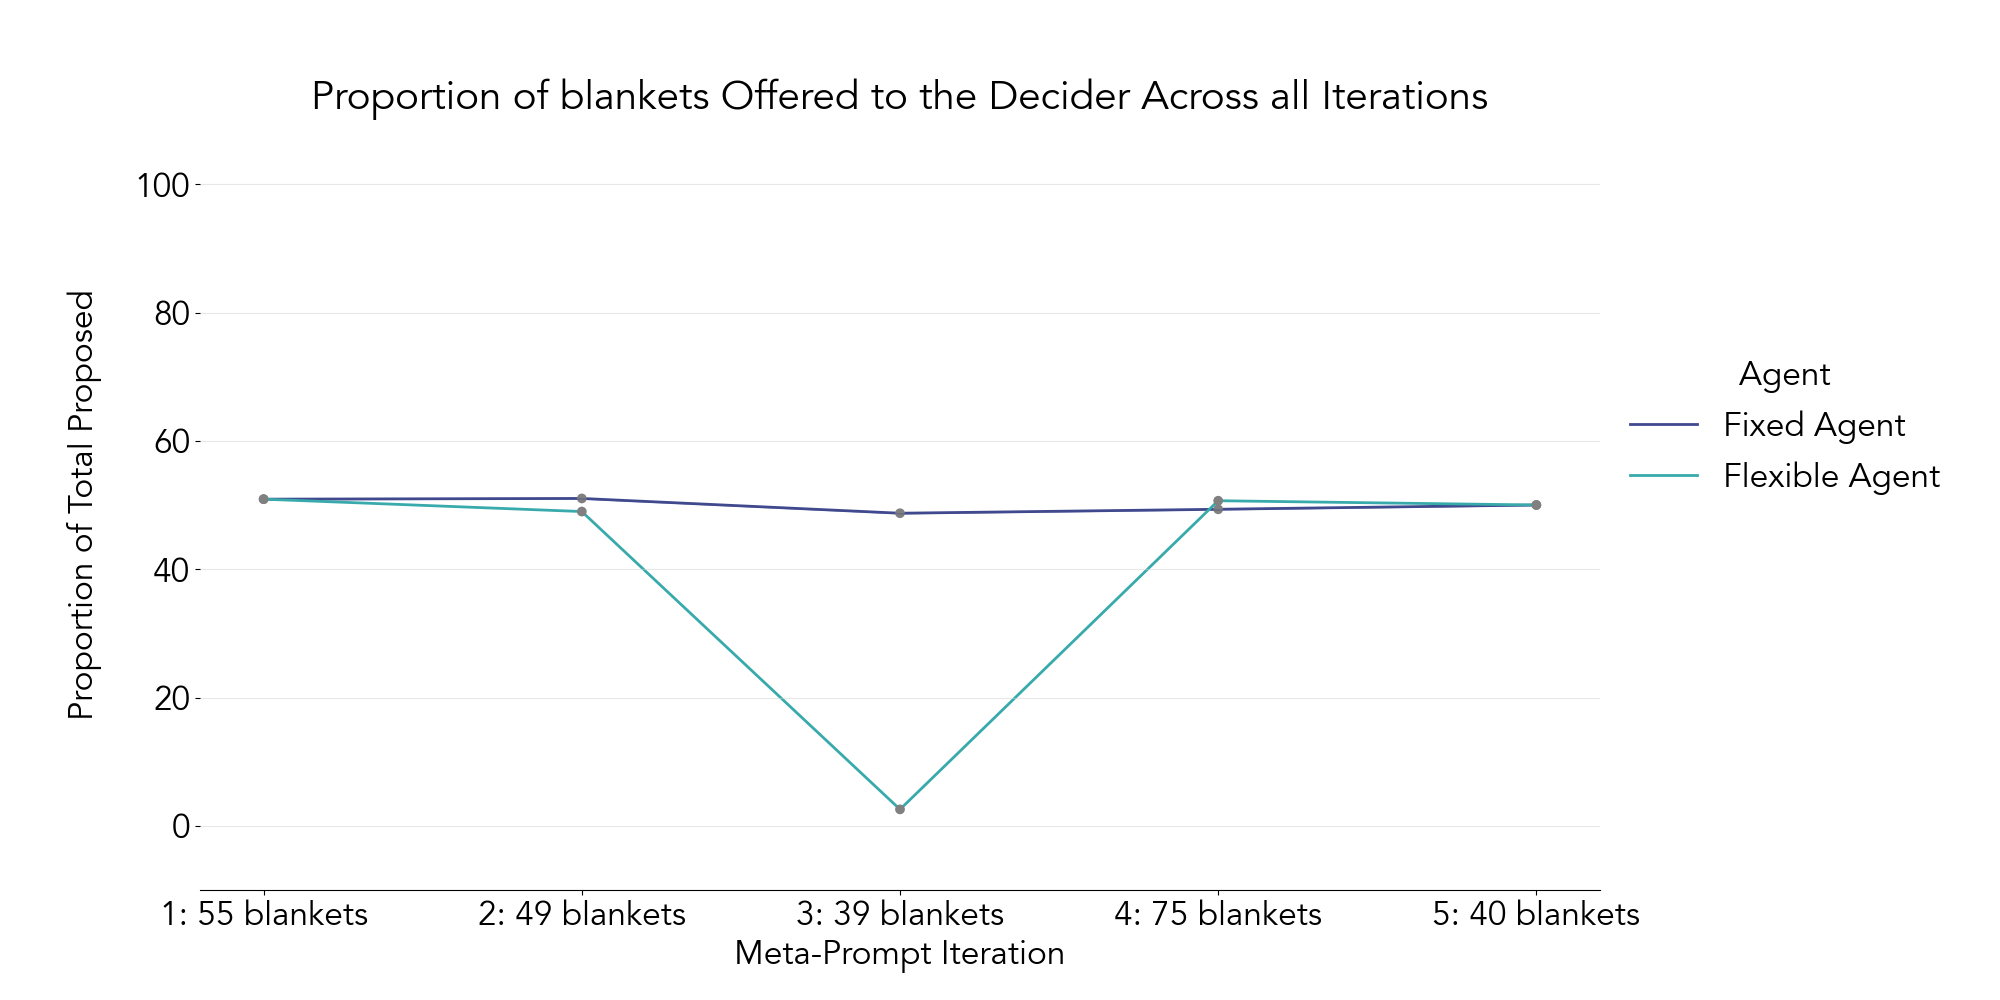 Proportion of blankets Offered to the Decider Across all Iterations
100
80
60
40
20
0
Proportion of Total Proposed
1: 55 blankets
2: 49 blankets
3: 39 blankets
4: 75 blankets
5: 40 blankets
Meta-Prompt Iteration
Agent
Fixed Agent
Flexible Agent